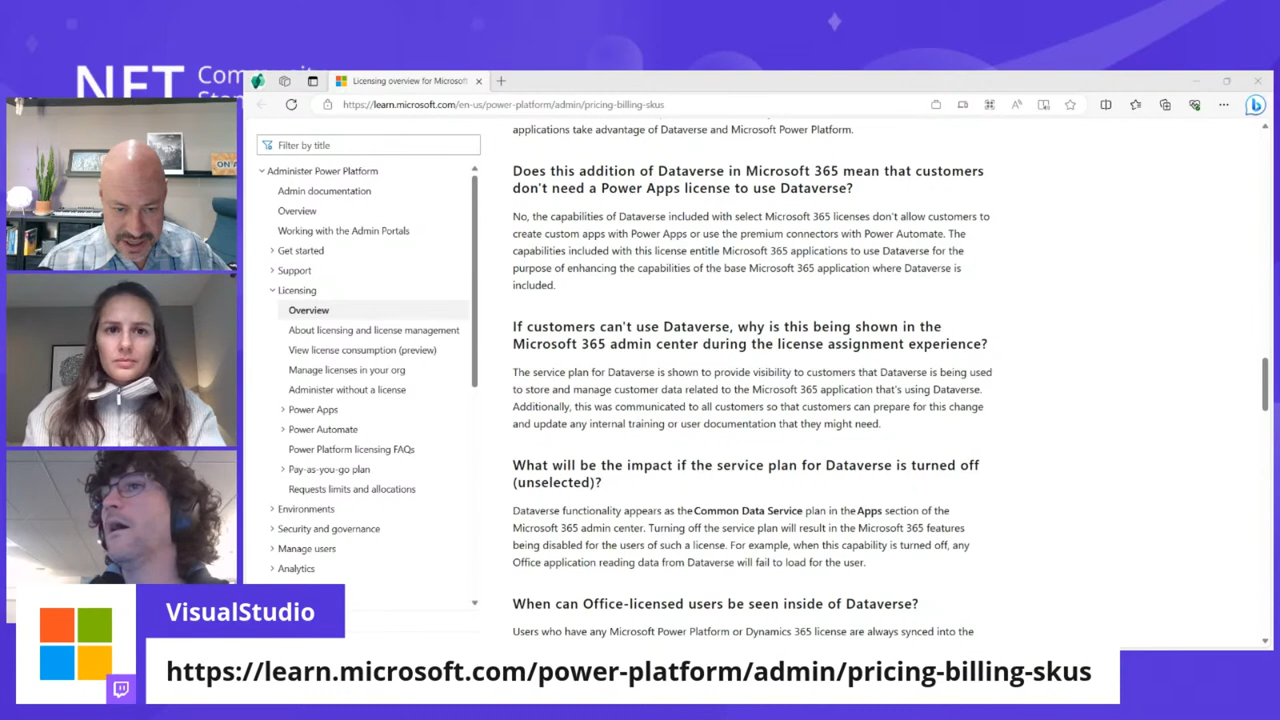 .NET
Licensing overview for Microsoft
https://learn.microsoft.com/en-us/power-platform/admin/pricing-billing-skus
Filter by title
Administer Power Platform
Admin documentation
Overview
Working with the Admin Portals
Get started
Support
Licensing
Overview
About licensing and license management
View license consumption (preview)
Manage licenses in your org
Administer without a license
Power Apps
Power Automate
Power Platform licensing FAQs
Pay-as-you-go plan
Requests limits and allocations
Environments
Security and governance
Manage users
Analytics
applications take advantage of Dataverse and Microsoft Power Platform.
Does this addition of Dataverse in Microsoft 365 mean that customers
don't need a Power Apps license to use Dataverse?
No, the capabilities of Dataverse included with select Microsoft 365 licenses don't allow customers to
create custom apps with Power Apps or use the premium connectors with Power Automate. The
capabilities included with this license entitle Microsoft 365 applications to use Dataverse for the
purpose of enhancing the capabilities of the base Microsoft 365 application where Dataverse is
included.
If customers can't use Dataverse, why is this being shown in the
Microsoft 365 admin center during the license assignment experience?
The service plan for Dataverse is shown to provide visibility to customers that Dataverse is being used
to store and manage customer data related to the Microsoft 365 application that's using Dataverse.
Additionally, this was communicated to all customers so that customers can prepare for this change
and update any internal training or user documentation that they might need.
What will be the impact if the service plan for Dataverse is turned off
(unselected)?
Dataverse functionality appears as the Common Data Service plan in the Apps section of the
Microsoft 365 admin center. Turning off the service plan will result in the Microsoft 365 features
being disabled for the users of such a license. For example, when this capability is turned off, any
Office application reading data from Dataverse will fail to load for the user.
When can Office-licensed users be seen inside of Dataverse?
Users who have any Microsoft Power Platform or Dynamics 365 license are always synced into the
VisualStudio
https://learn.microsoft.com/power-platform/admin/pricing-billing-skus